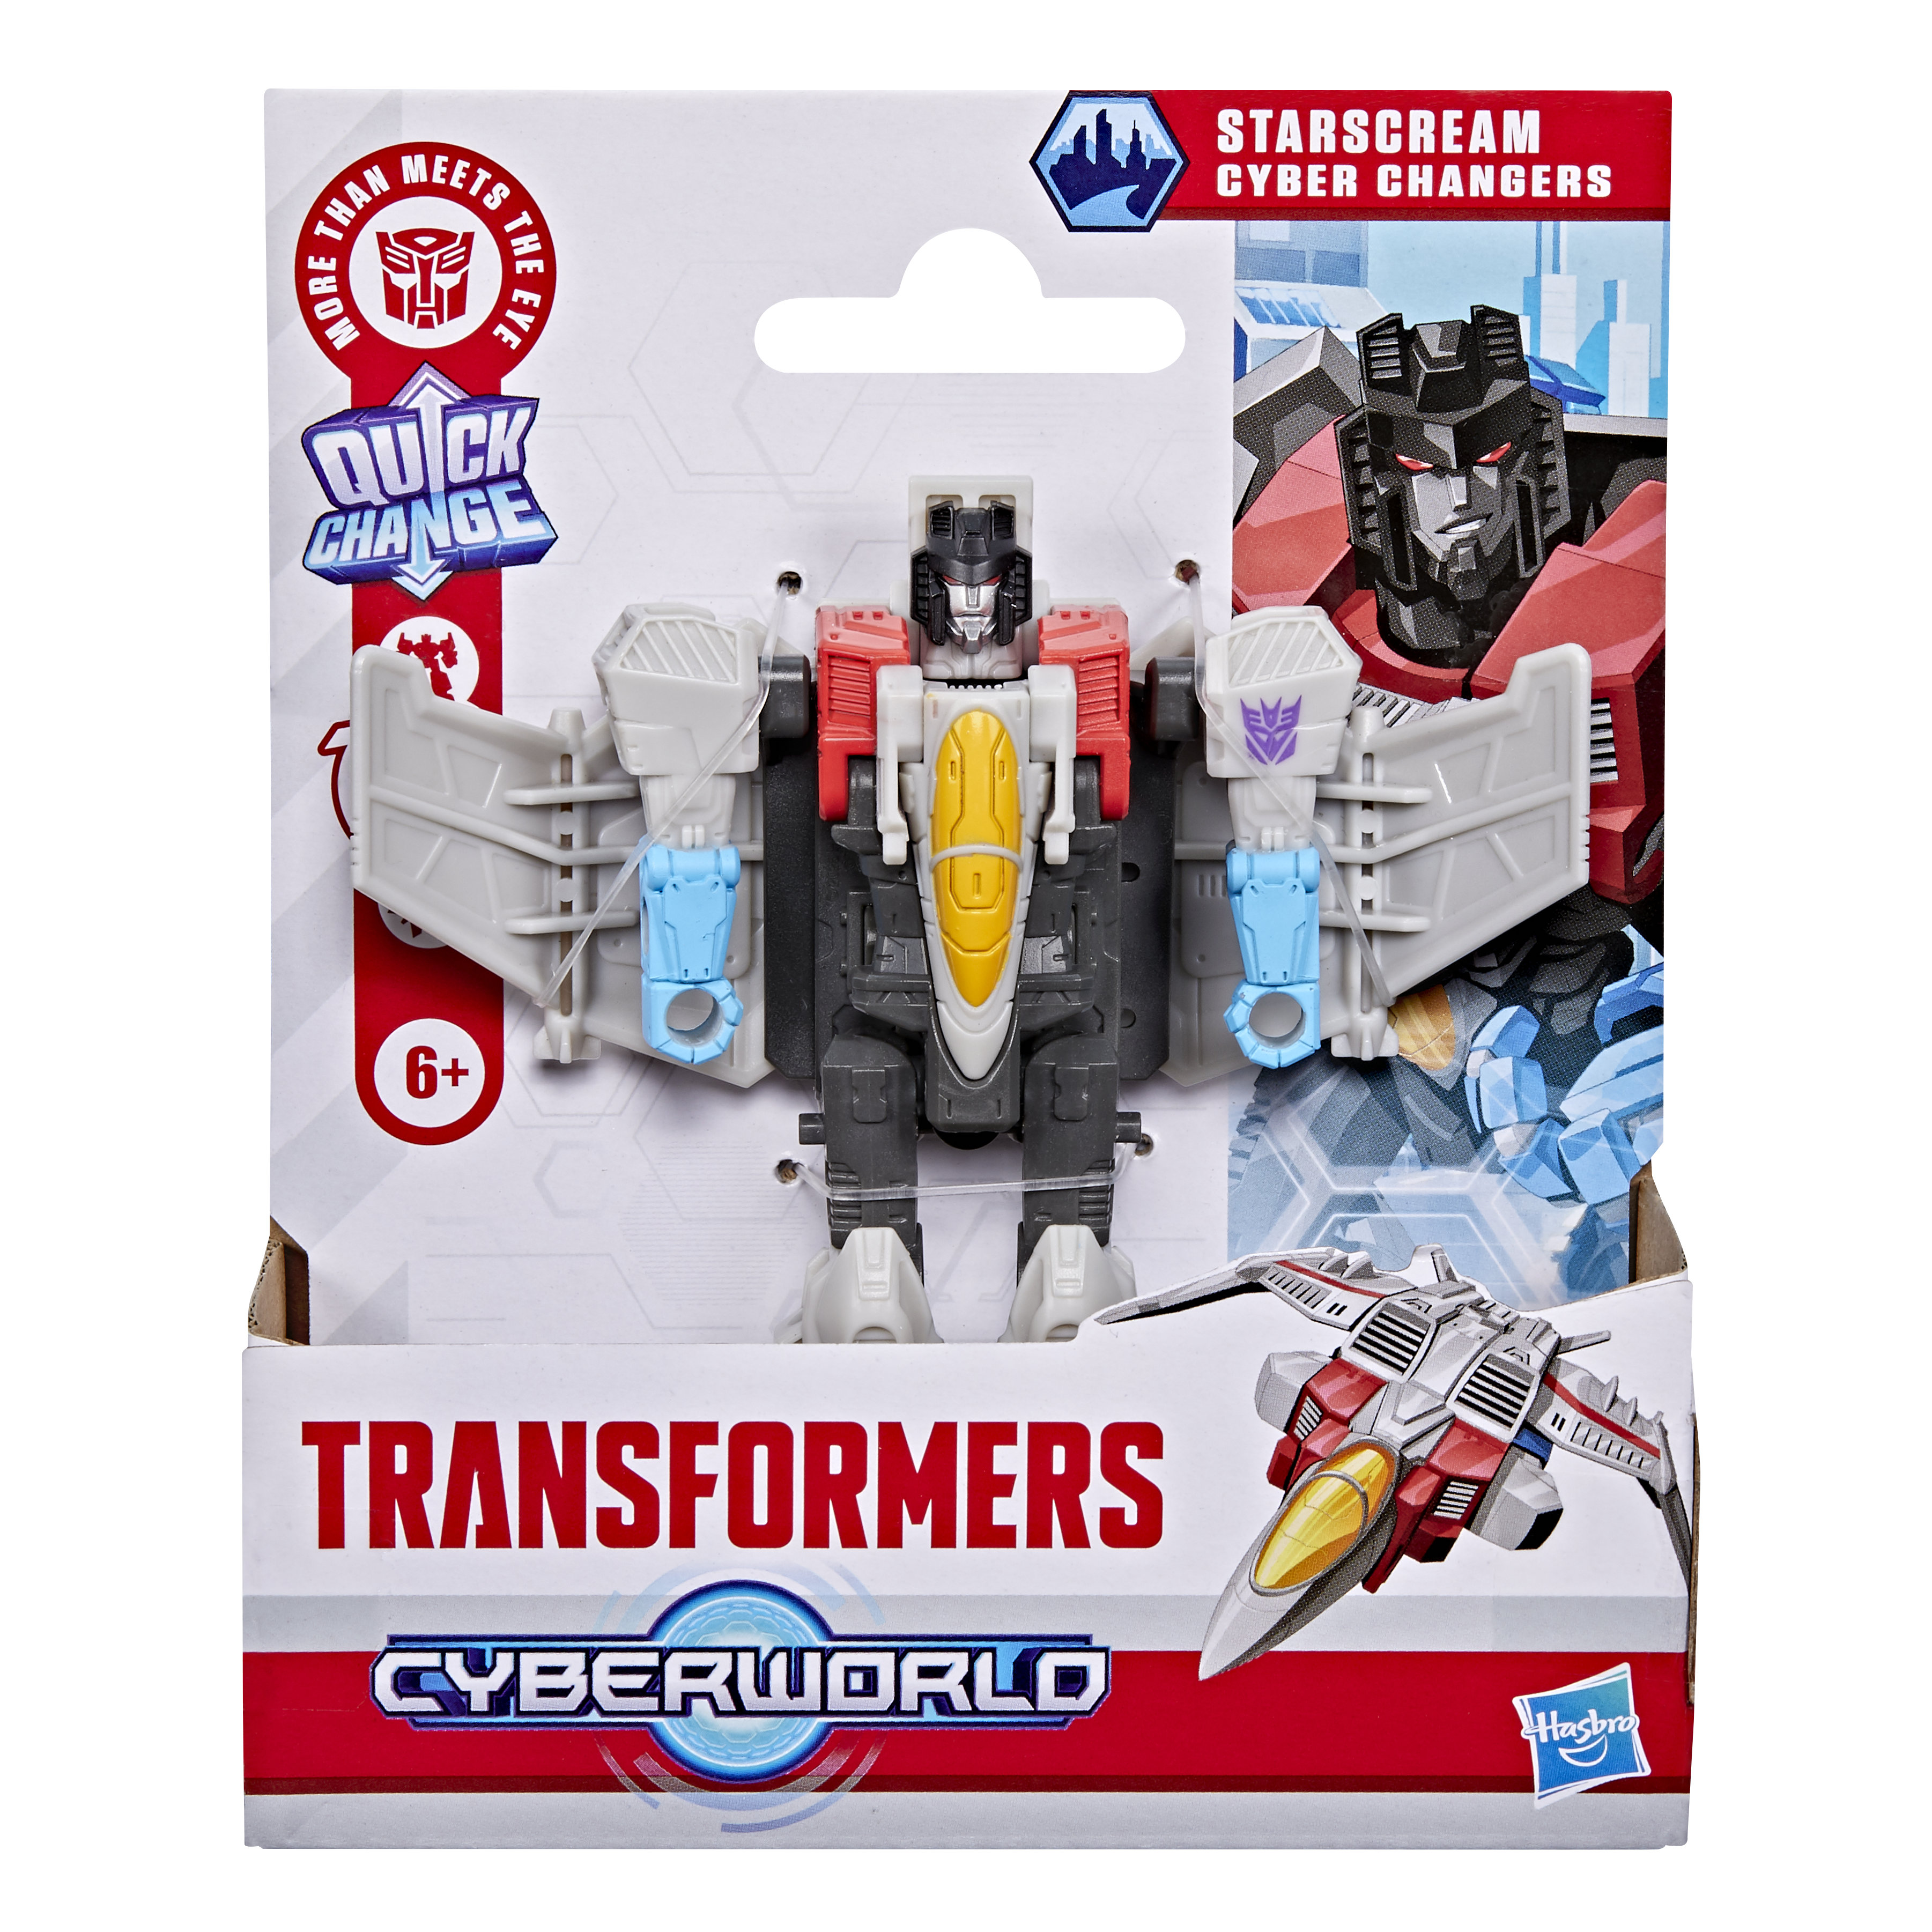 STARSCREAM
CYBER CHANGERS
MORE THAN MEETS THE EYE
QUICK
CHANGE
6+
TRANSFORMERS
CYBERWORLD
Hasbro